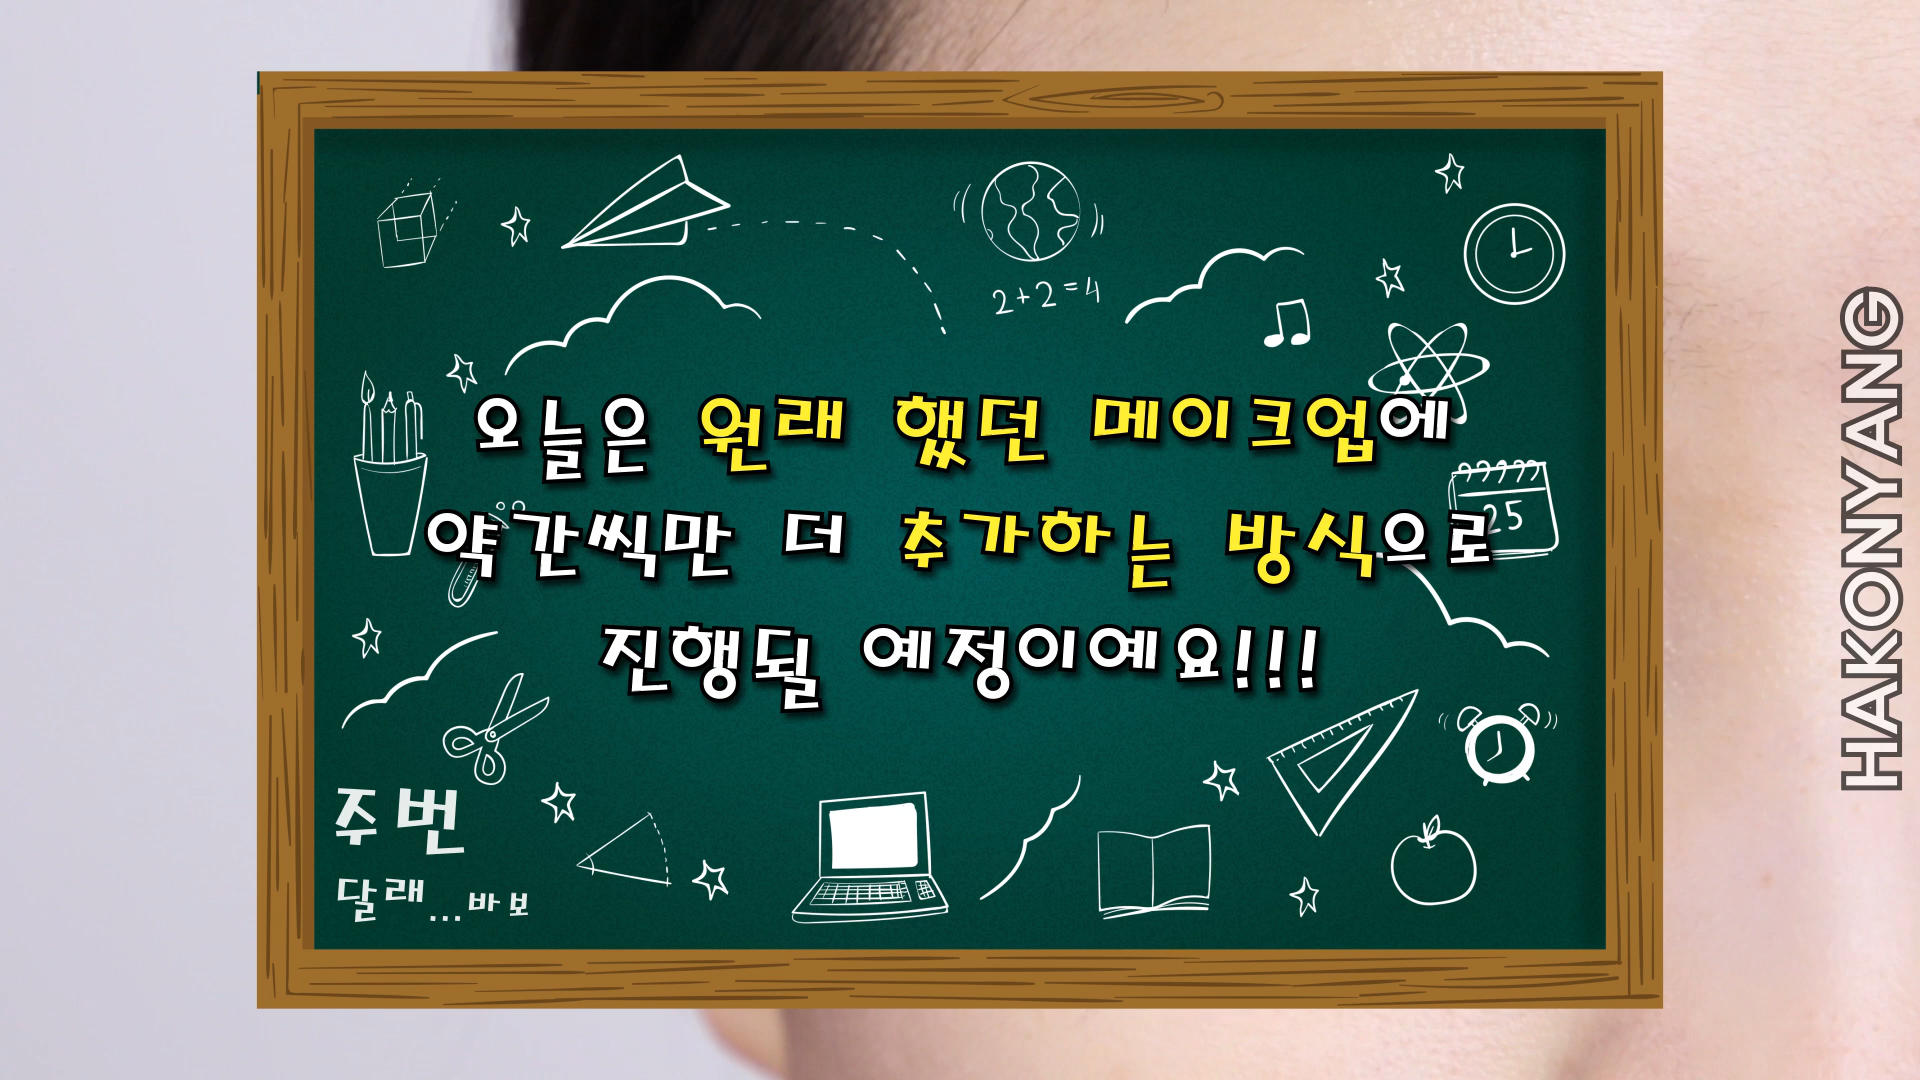 2+2=4
오늘은 원래 했던 메이크업에
25
약간씩만 더 추가하는 방식으로
진행될 예정이예요!!!
주번
달래...바보
HAKONYANG